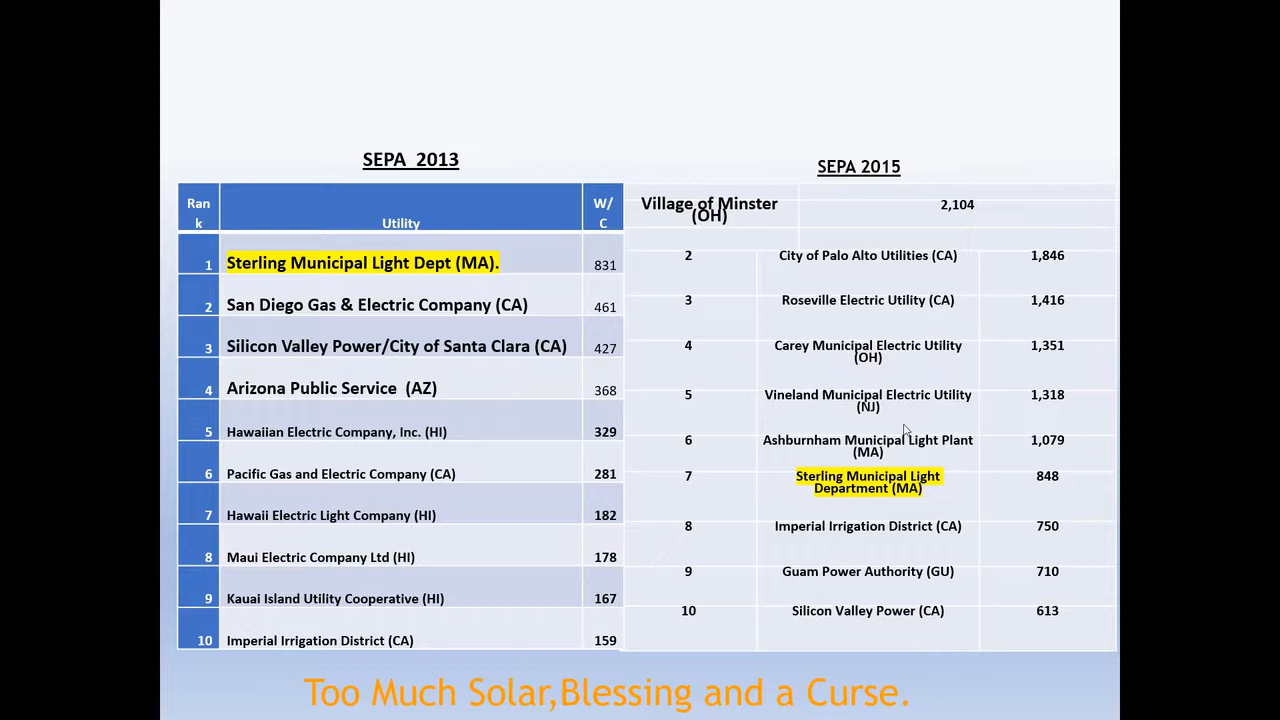 SEPA 2013
Ran
k
Utility
W/
C
1 Sterling Municipal Light Dept (MA). 831
2 San Diego Gas & Electric Company (CA) 461
3 Silicon Valley Power/City of Santa Clara (CA) 427
4 Arizona Public Service (AZ) 368
5 Hawaiian Electric Company, Inc. (HI) 329
6 Pacific Gas and Electric Company (CA) 281
7 Hawaii Electric Light Company (HI) 182
8 Maui Electric Company Ltd (HI) 178
9 Kauai Island Utility Cooperative (HI) 167
10 Imperial Irrigation District (CA) 159
SEPA 2015
Village of Minster
(OH)
2,104
2 City of Palo Alto Utilities (CA) 1,846
3 Roseville Electric Utility (CA) 1,416
4 Carey Municipal Electric Utility 1,351
(OH)
5 Vineland Municipal Electric Utility 1,318
(NJ)
6 Ashburnham Municipal Light Plant 1,079
(MA)
7 Sterling Municipal Light 848
Department (MA)
8 Imperial Irrigation District (CA) 750
9 Guam Power Authority (GU) 710
10 Silicon Valley Power (CA) 613
Too Much Solar,Blessing and a Curse.